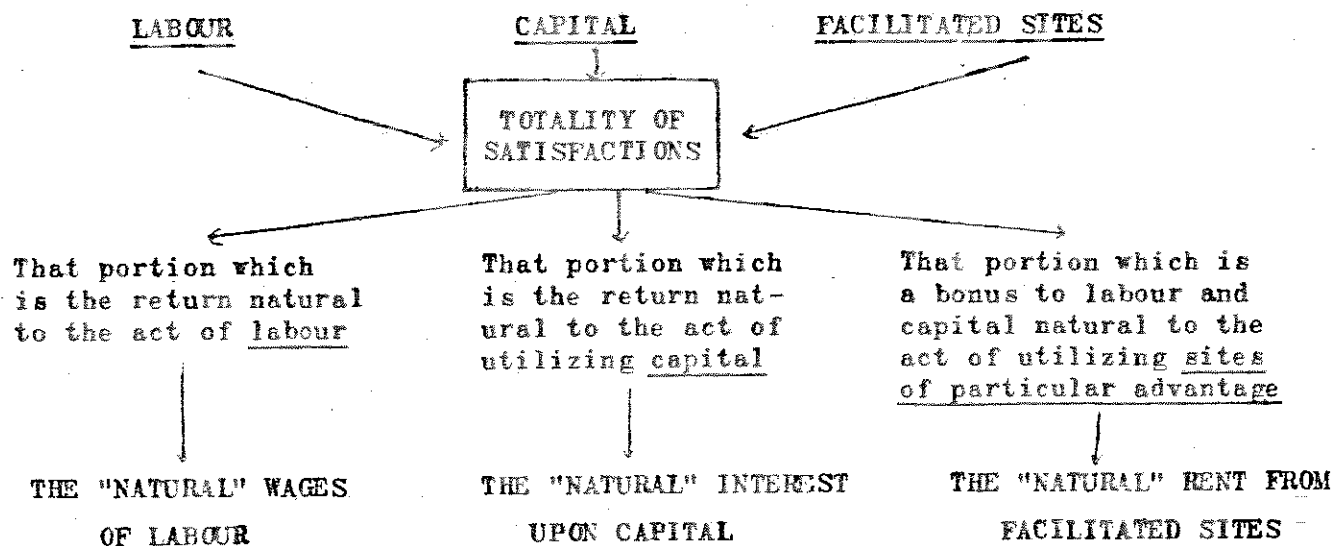 LABOUR
CAPITAL
FACILITATED SITES
TOTALITY OF
SATISFACTIONS
That portion which
is the return natural
to the act of labour
That portion which
is the return nat-
ural to the act of
utilizing capital
That portion which is
a bonus to labour and
capital natural to the
act of utilizing sites
of particular advantage
THE "NATURAL" WAGES
OF LABOUR
THE "NATURAL" INTEREST
UPON CAPITAL
THE "NATURAL" RENT FROM
FACILITATED SITES